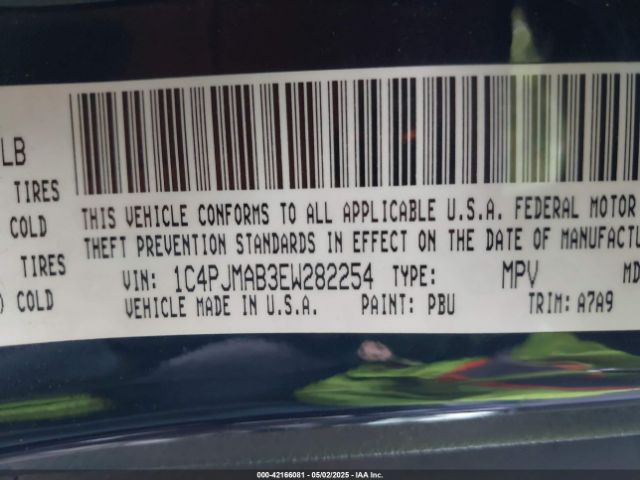 LB
TIRES
COLD
TIRES
) COLD
THIS VEHICLE CONFORMS TO ALL APPLICABLE U.S.A. FEDERAL MOTOR
THEFT PREVENTION STANDARDS IN EFFECT ON THE DATE OF MANUFACTU
VIN: 1C4PJMAB3EW282254 TYPE: MPV MD
VEHICLE MADE IN U.S.A. PAINT: PBU TRIM: A7A9
000-42166081 - 05/02/2025 - IAA Inc.